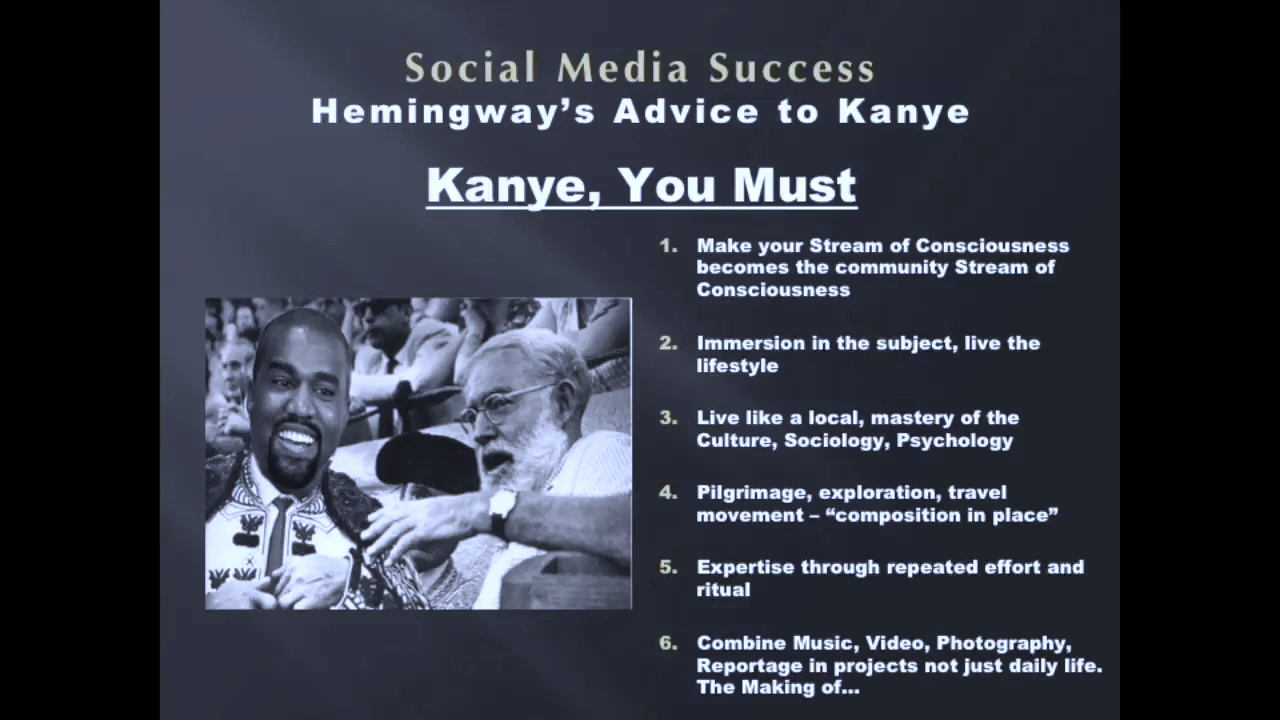 Social Media Success
Hemingway's Advice to Kanye
Kanye, You Must
1. Make your Stream of Consciousness
becomes the community Stream of
Consciousness
2. Immersion in the subject, live the
lifestyle
3. Live like a local, mastery of the
Culture, Sociology, Psychology
4. Pilgrimage, exploration, travel
movement – “composition in place”
5. Expertise through repeated effort and
ritual
6. Combine Music, Video, Photography,
Reportage in projects not just daily life.
The Making of...